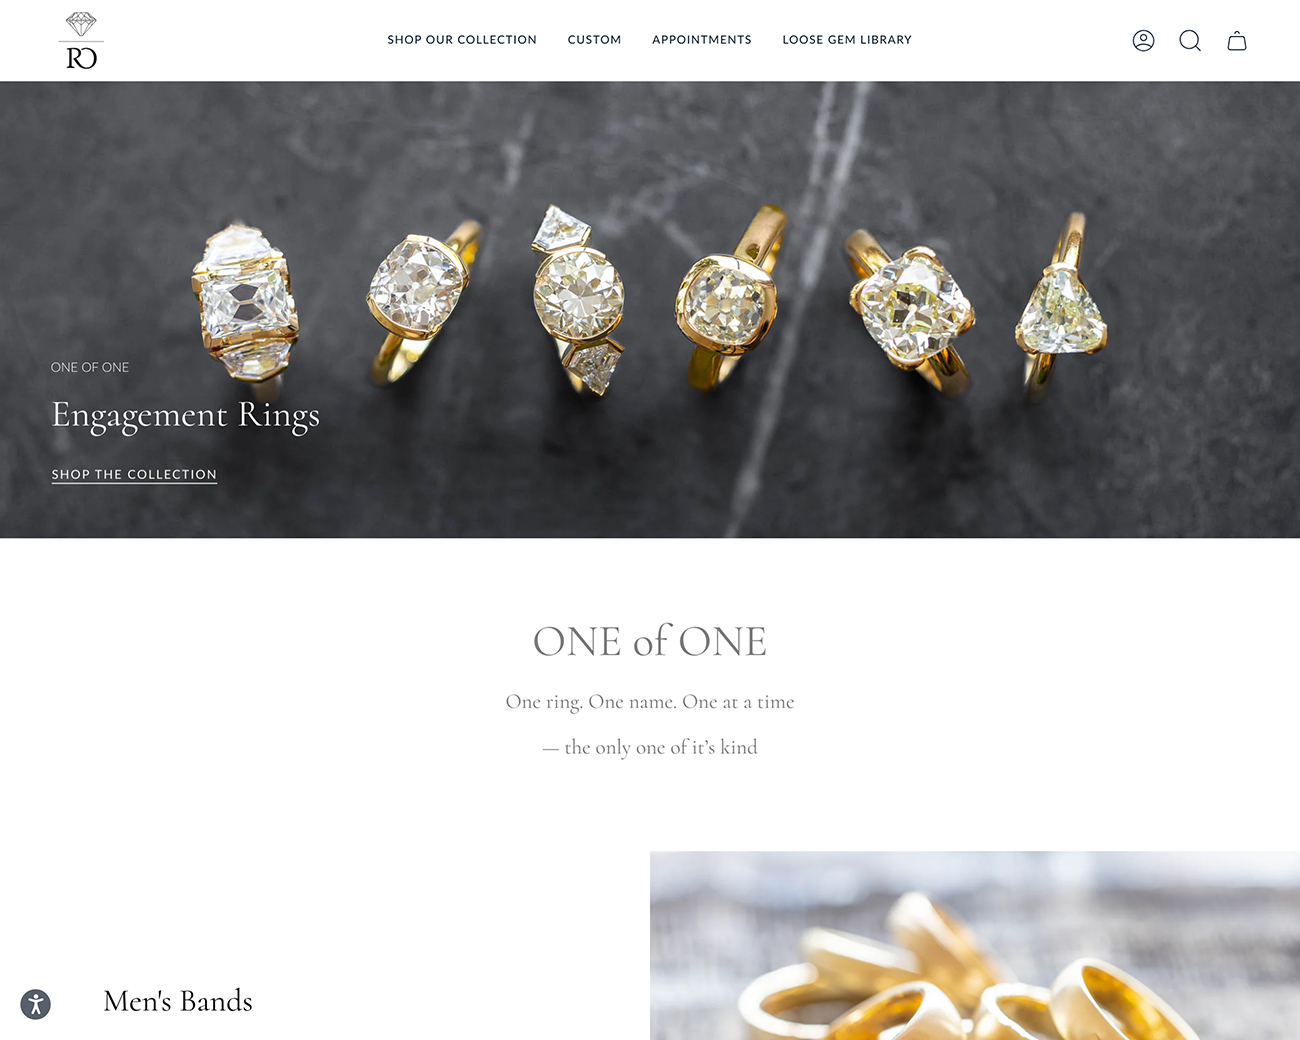 RO
SHOP OUR COLLECTION
CUSTOM
APPOINTMENTS
LOOSE GEM LIBRARY
ONE OF ONE
Engagement Rings
SHOP THE COLLECTION
ONE of ONE
One ring. One name. One at a time
— the only one of it’s kind
Men's Bands